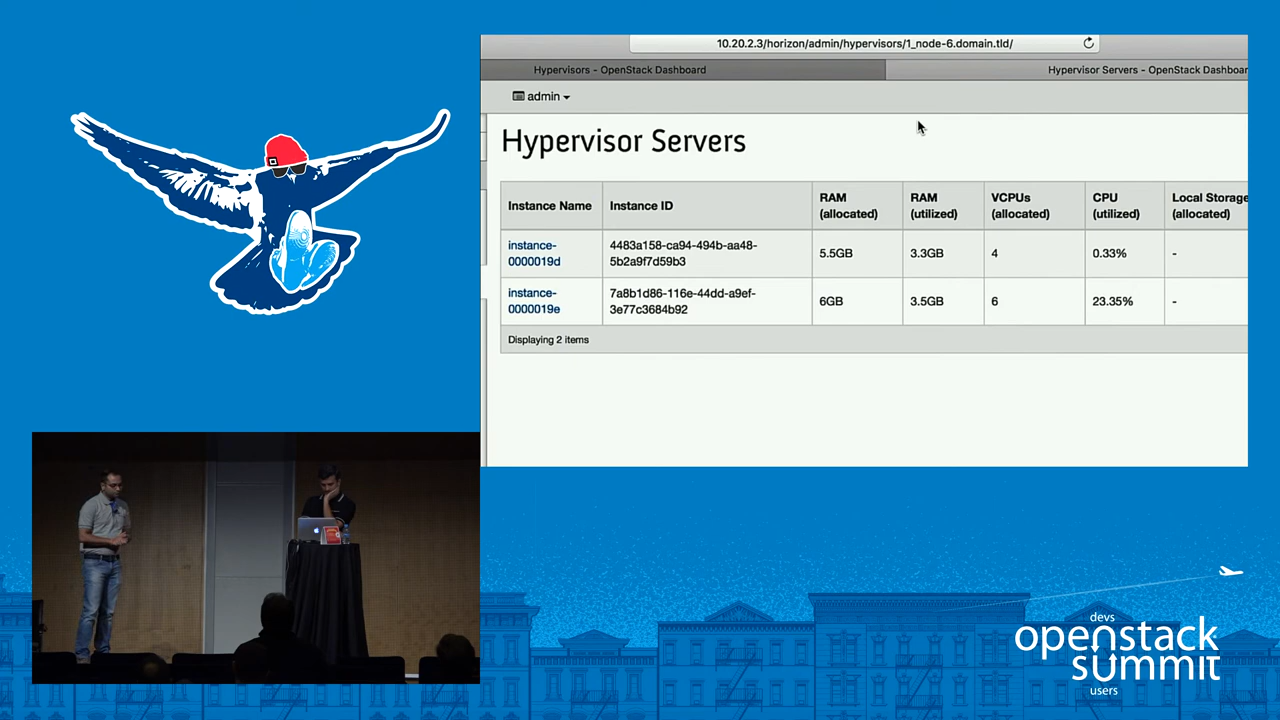 10.20.2.3/horizon/admin/hypervisors/1_node-6.domain.tld/
Hypervisors - OpenStack Dashboard
Hypervisor Servers - OpenStack Dashboar
admin
Hypervisor Servers
Instance Name
Instance ID
RAM
(allocated)
RAM
(utilized)
VCPUs
(allocated)
CPU
(utilized)
Local Storage
(allocated)
instance-
0000019d
4483a158-ca94-494b-aa48-
5b2a9f7d59b3
5.5GB
3.3GB
4
0.33%
-
instance-
0000019e
7a8b1d86-116e-44dd-a9ef-
3e77c3684b92
6GB
3.5GB
6
23.35%
-
Displaying 2 items
devs
openstack
summit
users